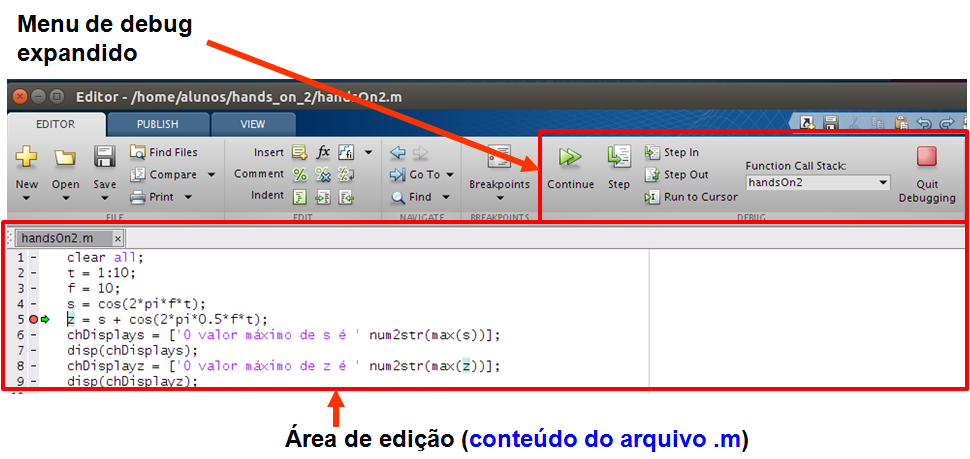 Menu de debug
expandido
Editor - /home/alunos/hands_on_2/handsOn2.m
EDITOR PUBLISH VIEW
New Open Save
Find Files
Compare
Print
FILE
Insert fx
Comment %
Indent
EDIT
Go To
Find
NAVIGATE
Breakpoints
BREAKPOINTS
Continue Step
Step In
Step Out
Run to Cursor
Function Call Stack:
handsOn2
Quit
Debugging
DEBUG
handsOn2.m x
1 - clear all;
2 - t = 1:10;
3 - f = 10;
4 - s = cos(2*pi*f*t);
5 z = s + cos(2*pi*0.5*f*t);
6 - chDisplays = ['O valor máximo de s é ' num2str(max(s))];
7 - disp(chDisplays);
8 - chDisplayz = ['O valor máximo de z é ' num2str(max(z))];
9 - disp(chDisplayz);
Área de edição (conteúdo do arquivo .m)